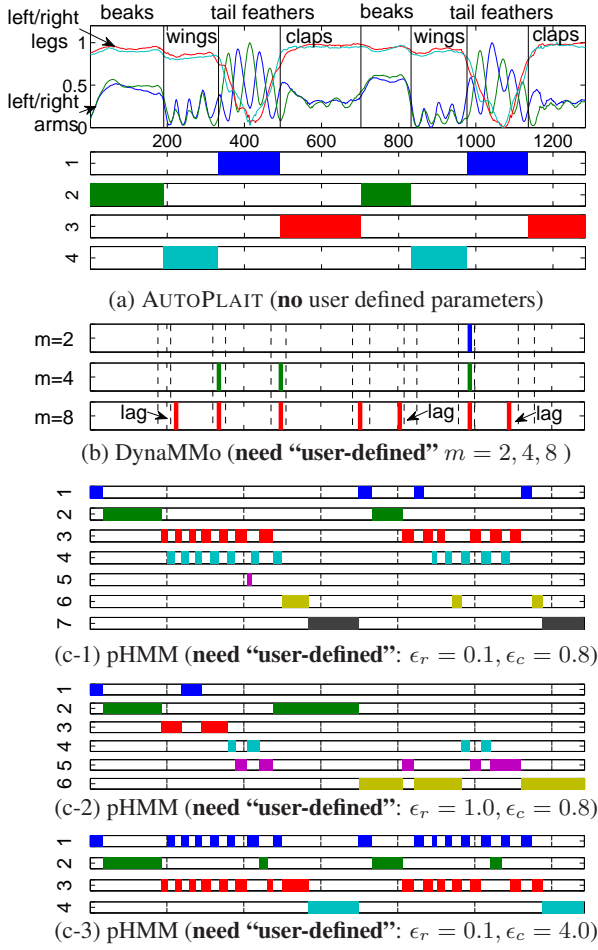 beaks tail feathers beaks tail feathers
left/right legs
wings claps wings claps
1
0.5
0
left/right arms
200 400 600 800 1000 1200
1
2
3
4
(a) AUTOPLAIT (no user defined parameters)
m=2
m=4
m=8
lag lag lag
(b) DynaMMo (need “user-defined” m = 2, 4, 8 )
1
2
3
4
5
6
7
(c-1) pHMM (need “user-defined”: ϵr = 0.1, ϵc = 0.8)
1
2
3
4
5
6
(c-2) pHMM (need “user-defined”: ϵr = 1.0, ϵc = 0.8)
1
2
3
4
(c-3) pHMM (need “user-defined”: ϵr = 0.1, ϵc = 4.0)